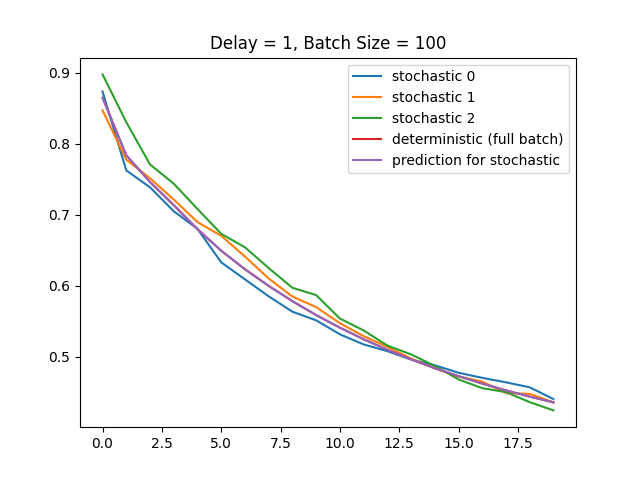 Delay = 1, Batch Size = 100
stochastic 0
stochastic 1
stochastic 2
deterministic (full batch)
prediction for stochastic
0.9
0.8
0.7
0.6
0.5
0.0 2.5 5.0 7.5 10.0 12.5 15.0 17.5